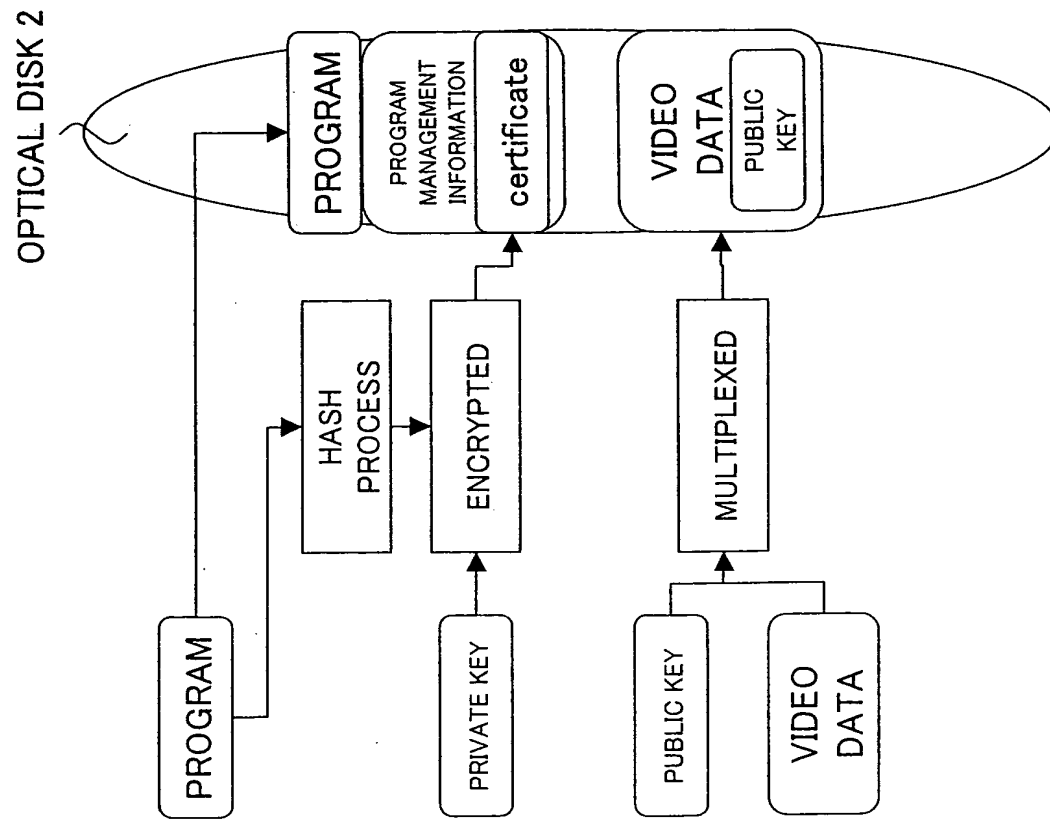 OPTICAL DISK 2
PROGRAM
PROGRAM
HASH
PROCESS
PROGRAM
MANAGEMENT
INFORMATION
PRIVATE KEY
ENCRYPTED
certificate
PUBLIC KEY
MULTIPLEXED
VIDEO
DATA
PUBLIC
KEY
VIDEO
DATA